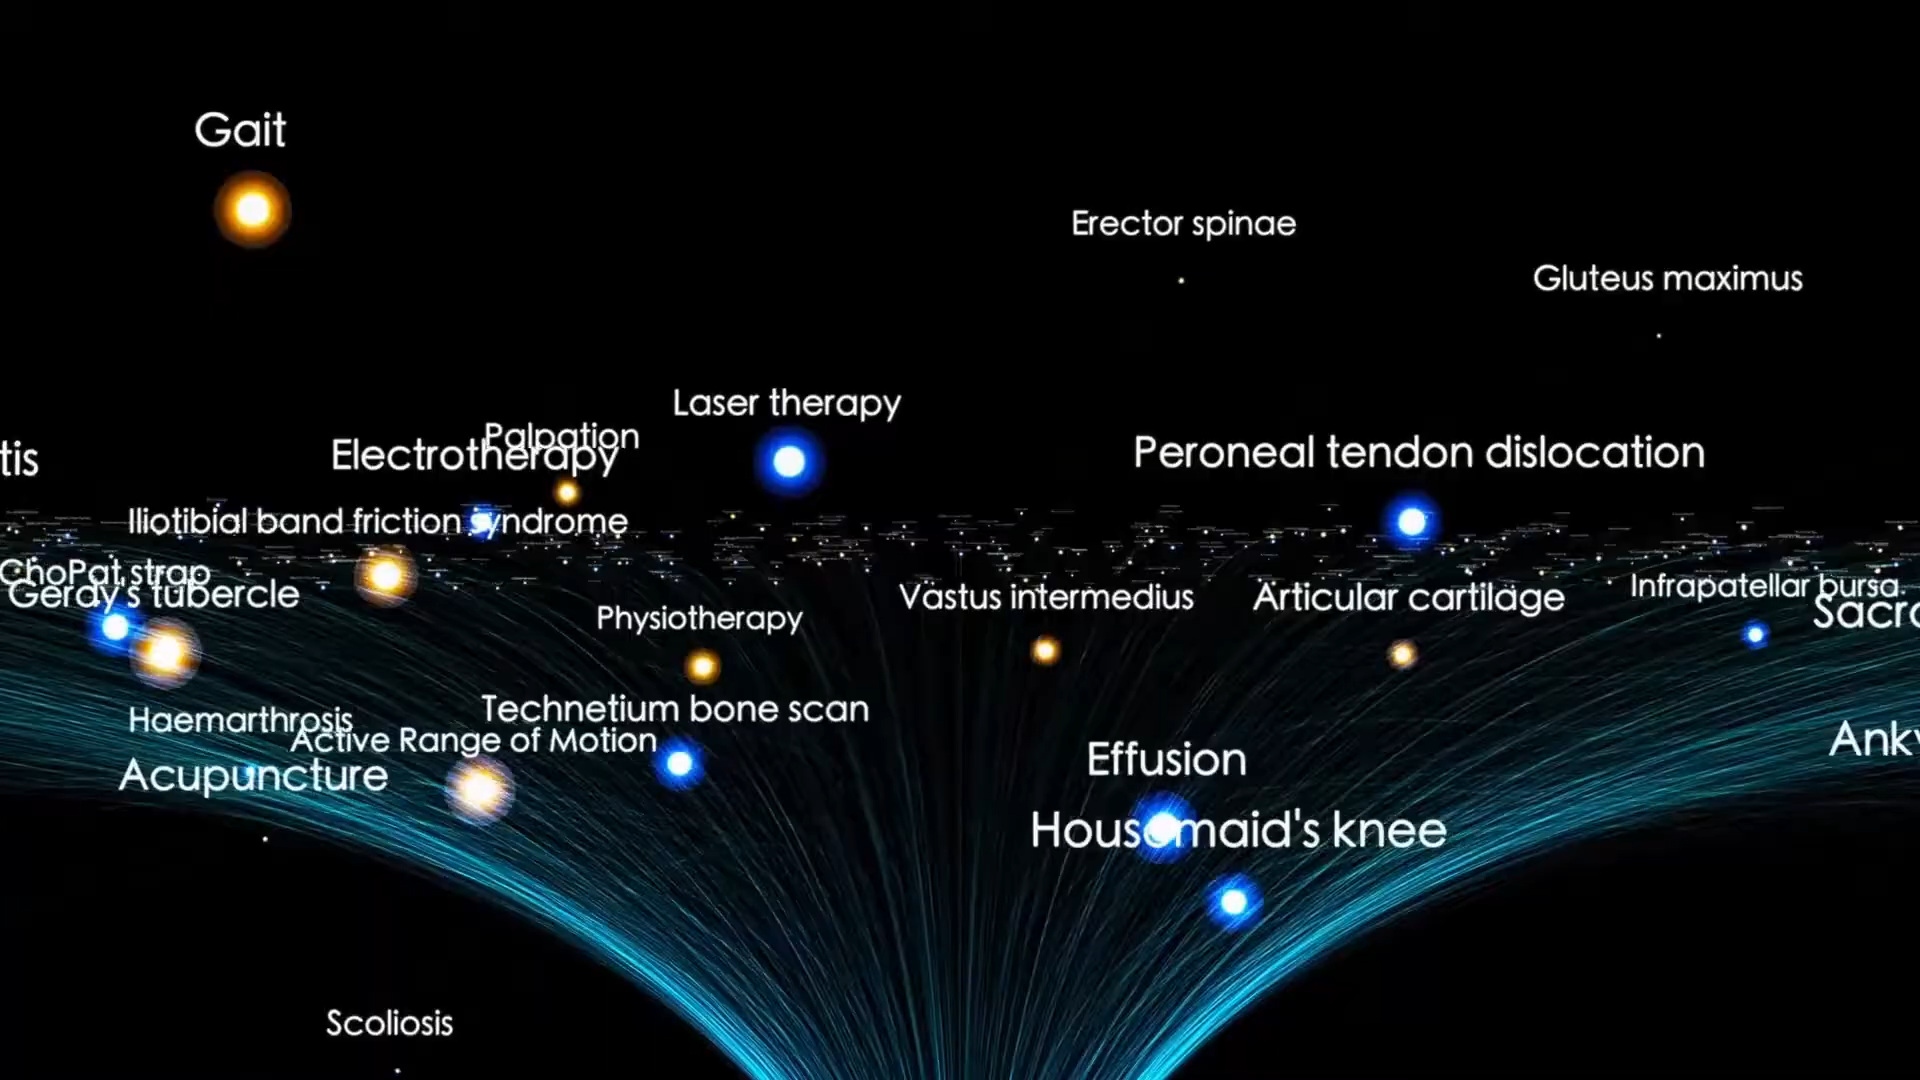 Gait
Erector spinae
Gluteus maximus
Laser therapy
Palpation
Electrotherapy
Peroneal tendon dislocation
tis
Iliotibial band friction syndrome
ChoPat strap
Gerdy's tubercle
Physiotherapy
Vastus intermedius
Articular cartilage
Infrapatellar bursa
Sacro
Technetium bone scan
Haemarthrosis
Active Range of Motion
Acupuncture
Effusion
Housemaid's knee
Scoliosis